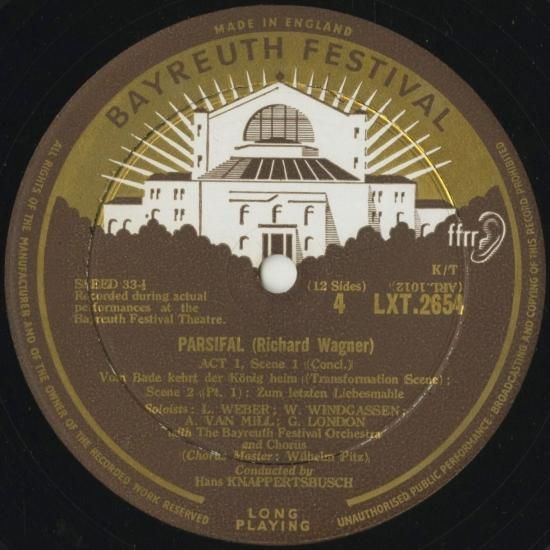 MADE IN ENGLAND
BAYREUTH FESTIVAL
ALL RIGHTS OF THE MANUFACTURER AND OF THE OWNER OF THE RECORDED WORK RESERVED
UNAUTHORISED PUBLIC PERFORMANCE · BROADCASTING AND COPYING OF THIS RECORD PROHIBITED
ffrr
K/T
SPEED 33⅓
Recorded during actual
performances at the
Bayreuth Festival Theatre.
(12 Sides) (ARL.1012)
4 LXT.2654
PARSIFAL (Richard Wagner)
ACT 1, Scene 1 (Concl.)
Vom Bade kehrt der König heim (Transformation Scene);
Scene 2 (Pt. 1): Zum letzten Liebesmahle
Soloists: L. WEBER; W. WINDGASSEN;
A. VAN MILL; G. LONDON
with The Bayreuth Festival Orchestra
and Chorus
(Chorus Master: Wilhelm Pitz)
Conducted by
Hans KNAPPERTSBUSCH
LONG
PLAYING